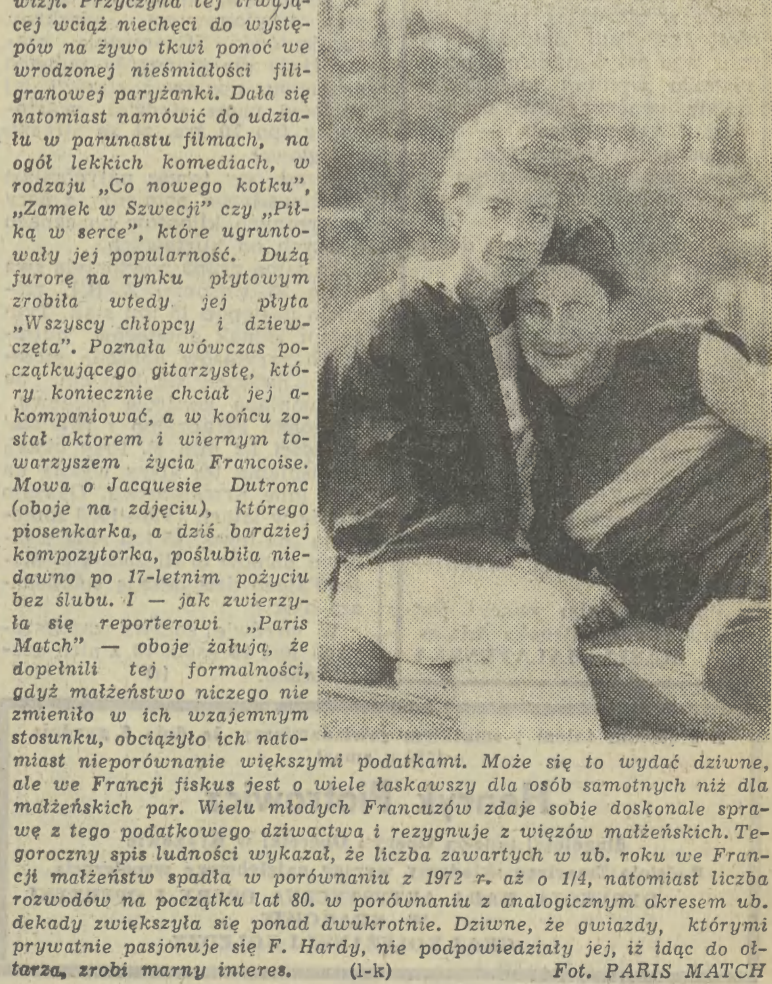 wizji. Przyczyna tej trwają-
cej wciąż niechęci do wystę-
pów na żywo tkwi ponoć we
wrodzonej nieśmiałości fili-
granowej paryżanki. Dała się
natomiast namówić do udzia-
łu w parunastu filmach, na
ogół lekkich komediach, w
rodzaju „Co nowego kotku”,
„Zamek w Szwecji” czy „Pił-
ką w serce”, które ugrunto-
wały jej popularność. Dużą
furorę na rynku płytowym
zrobiła wtedy jej płyta
„Wszyscy chłopcy i dziew-
częta”. Poznała wówczas po-
czątkującego gitarzystę, któ-
ry koniecznie chciał jej a-
kompaniować, a w końcu zo-
stał aktorem i wiernym to-
warzyszem życia Francoise.
Mowa o Jacquesie Dutronc
(oboje na zdjęciu), którego
piosenkarka, a dziś bardziej
kompozytorka, poślubiła nie-
dawno po 17-letnim pożyciu
bez ślubu. I — jak zwierzy-
ła się reporterowi „Paris
Match” — oboje żałują, że
dopełnili tej formalności,
gdyż małżeństwo niczego nie
zmieniło w ich wzajemnym
stosunku, obciążyło ich nato-
miast nieporównanie większymi podatkami. Może się to wydać dziwne,
ale we Francji fiskus jest o wiele łaskawszy dla osób samotnych niż dla
małżeńskich par. Wielu młodych Francuzów zdaje sobie doskonale spra-
wę z tego podatkowego dziwactwa i rezygnuje z więzów małżeńskich. Te-
goroczny spis ludności wykazał, że liczba zawartych w ub. roku we Fran-
cji małżeństw spadła w porównaniu z 1972 r. aż o 1/4, natomiast liczba
rozwodów na początku lat 80. w porównaniu z analogicznym okresem ub.
dekady zwiększyła się ponad dwukrotnie. Dziwne, że gwiazdy, którymi
prywatnie pasjonuje się F. Hardy, nie podpowiedziały jej, iż idąc do oł-
tarza, zrobi marny interes. (l-k) Fot. PARIS MATCH